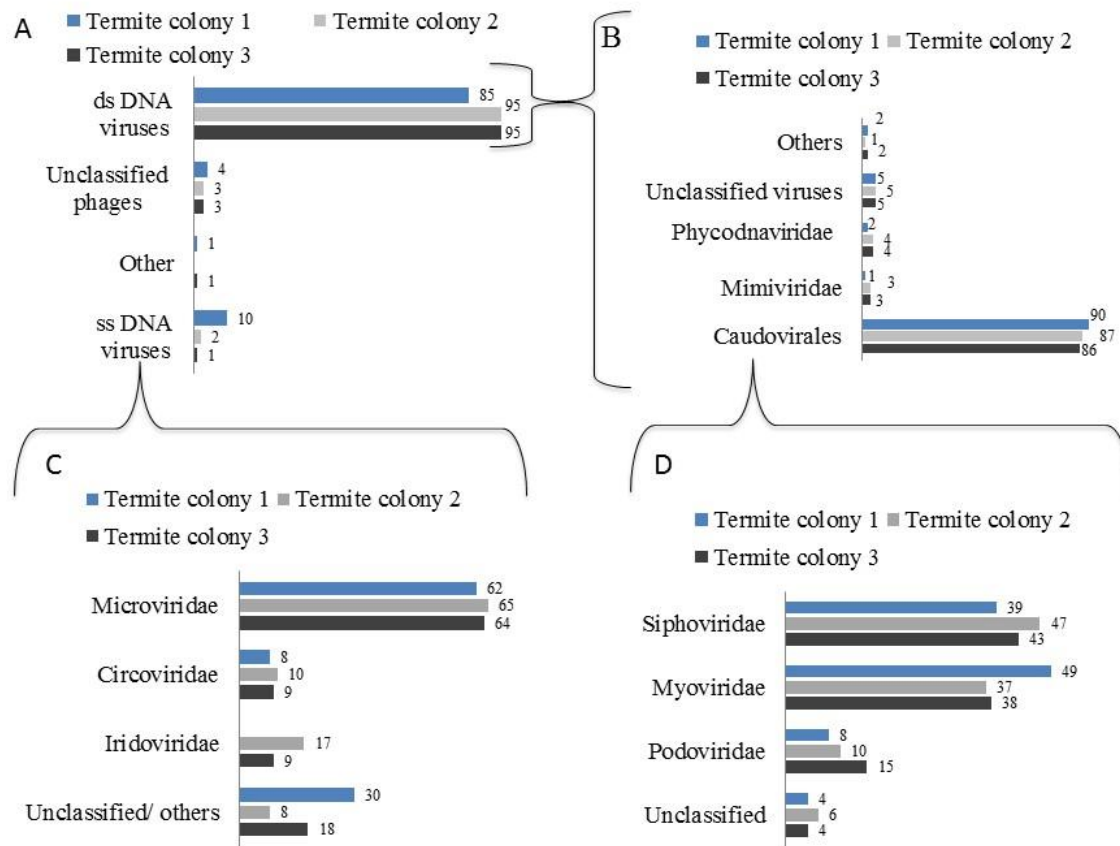 A
Termite colony 1
Termite colony 2
Termite colony 3
ds DNA
viruses
85
95
95
Unclassified
phages
4
3
3
Other
1
1
ss DNA
viruses
10
2
1
B
Termite colony 1
Termite colony 2
Termite colony 3
Others
2
1
2
Unclassified viruses
5
5
5
Phycodnaviridae
2
4
4
Mimiviridae
1
3
3
Caudovirales
90
87
86
C
Termite colony 1
Termite colony 2
Termite colony 3
Microviridae
62
65
64
Circoviridae
8
10
9
Iridoviridae
17
9
Unclassified/ others
30
8
18
D
Termite colony 1
Termite colony 2
Termite colony 3
Siphoviridae
39
47
43
Myoviridae
49
37
38
Podoviridae
8
10
15
Unclassified
4
6
4